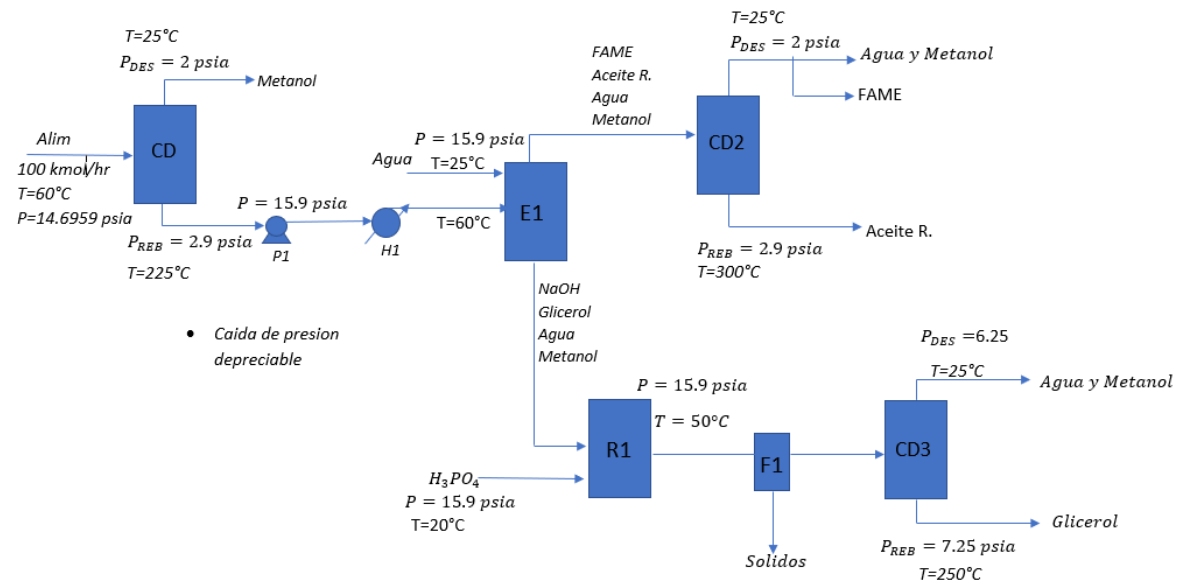 T=25°C
P_DES = 2 psia
Metanol
Alim
100 kmol/hr
T=60°C
P=14.6959 psia
CD
P_REB = 2.9 psia
T=225°C
P = 15.9 psia
P1
H1
Agua
P = 15.9 psia
T=25°C
T=60°C
E1
FAME
Aceite R.
Agua
Metanol
T=25°C
P_DES = 2 psia
Agua y Metanol
FAME
CD2
Aceite R.
P_REB = 2.9 psia
T=300°C
• Caida de presion
depreciable
NaOH
Glicerol
Agua
Metanol
P = 15.9 psia
T = 50°C
R1
H₃PO₄
P = 15.9 psia
T=20°C
F1
Solidos
P_DES =6.25
T=25°C
Agua y Metanol
CD3
Glicerol
P_REB = 7.25 psia
T=250°C